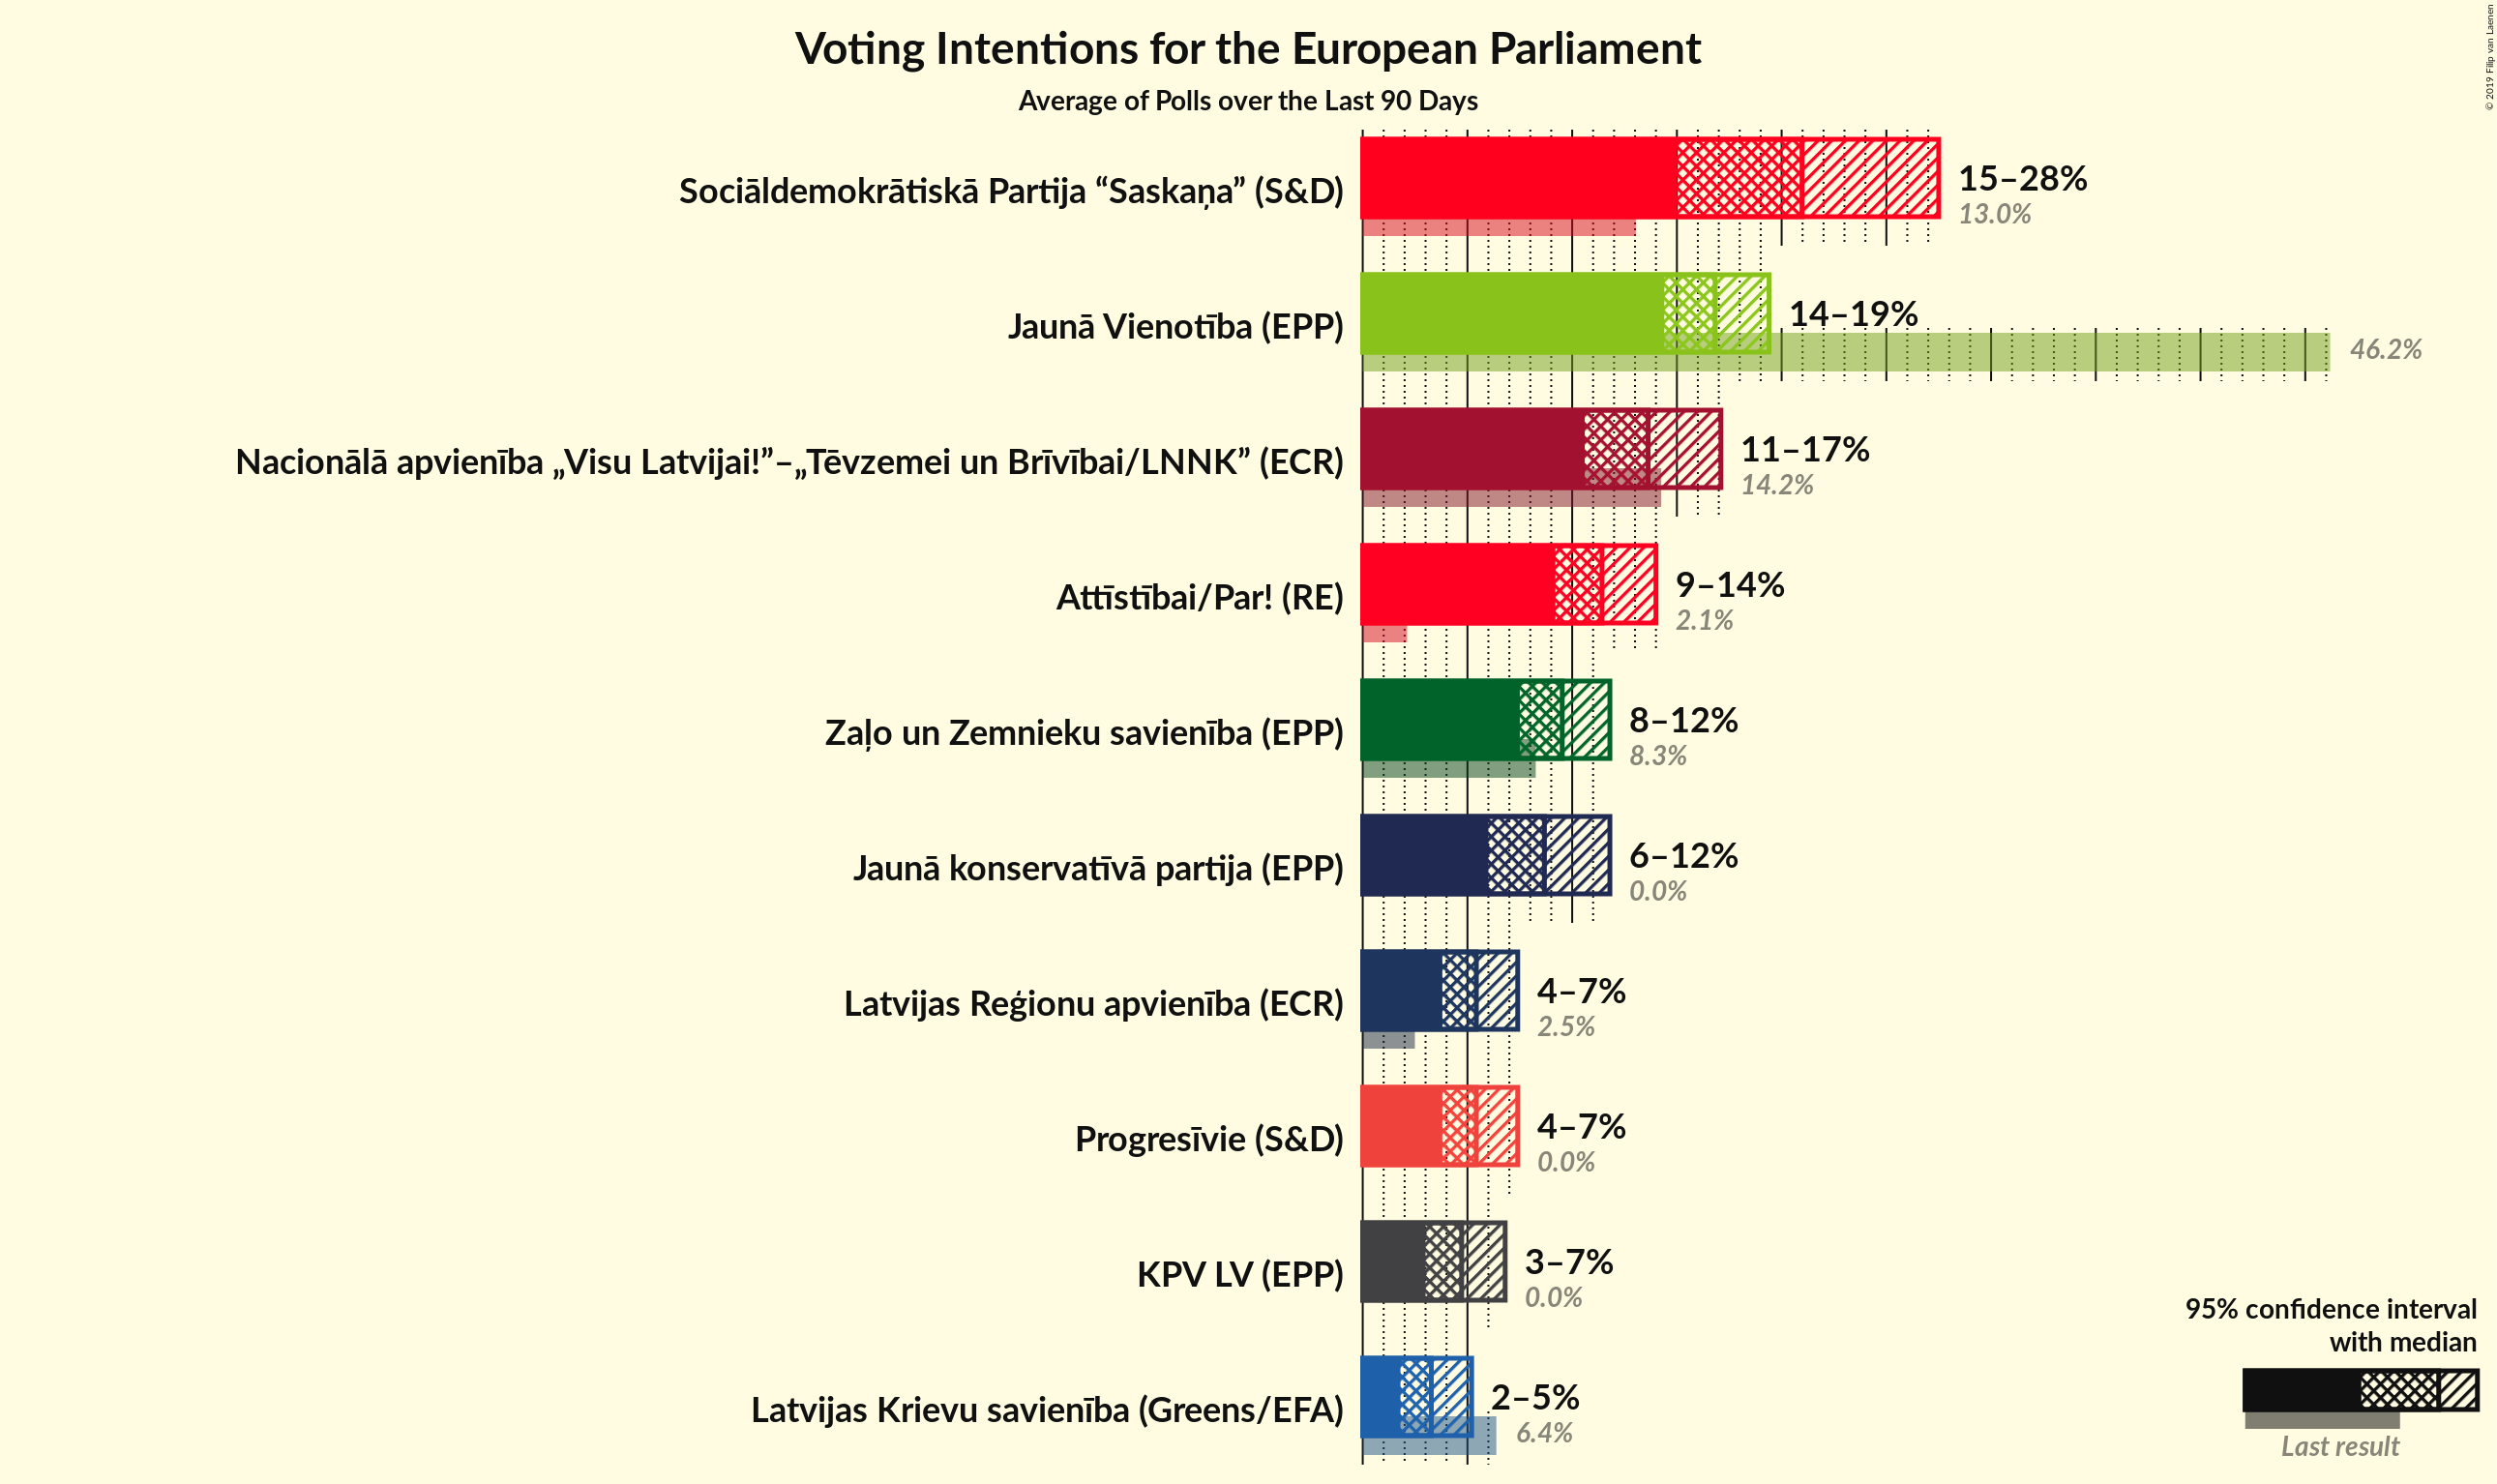 Voting Intentions for the European Parliament
Average of Polls over the Last 90 Days
© 2019 Filip van Laenen
Sociāldemokrātiskā Partija “Saskaņa” (S&D)
15–28%
13.0%
Jaunā Vienotība (EPP)
14–19%
46.2%
Nacionālā apvienība „Visu Latvijai!”–„Tēvzemei un Brīvībai/LNNK” (ECR)
11–17%
14.2%
Attīstībai/Par! (RE)
9–14%
2.1%
Zaļo un Zemnieku savienība (EPP)
8–12%
8.3%
Jaunā konservatīvā partija (EPP)
6–12%
0.0%
Latvijas Reģionu apvienība (ECR)
4–7%
2.5%
Progresīvie (S&D)
4–7%
0.0%
KPV LV (EPP)
3–7%
0.0%
Latvijas Krievu savienība (Greens/EFA)
2–5%
6.4%
95% confidence interval
with median
Last result